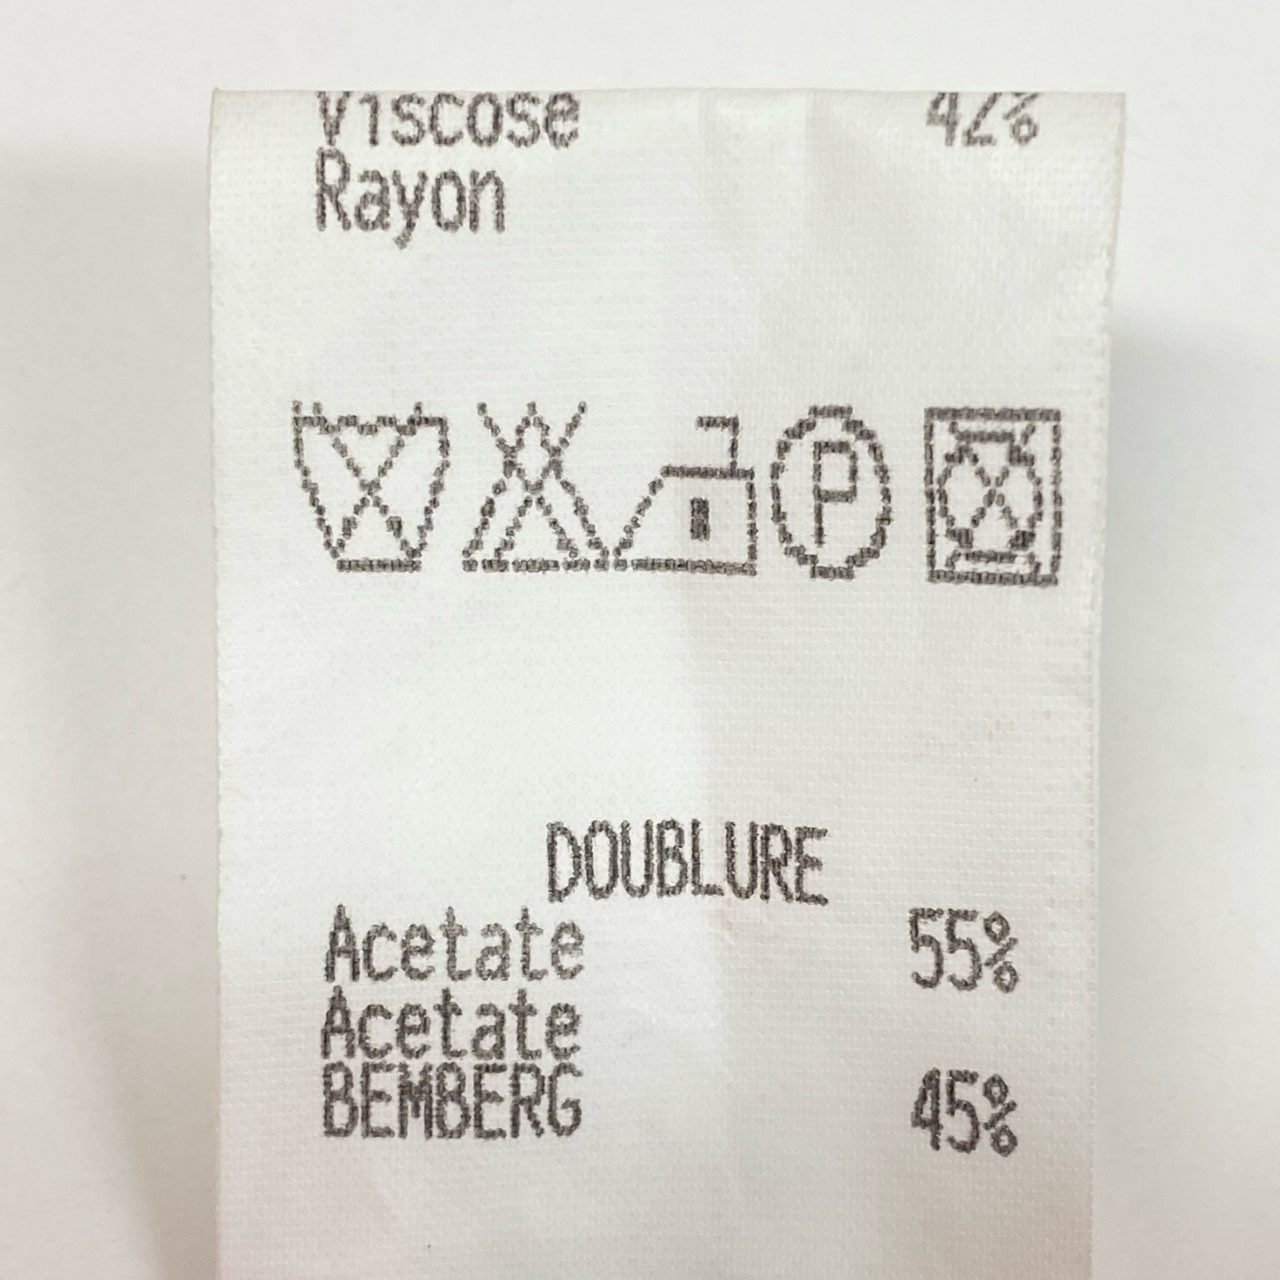 Viscose 42%
Rayon
P
DOUBLURE
Acetate 55%
Acetate
BEMBERG 45%